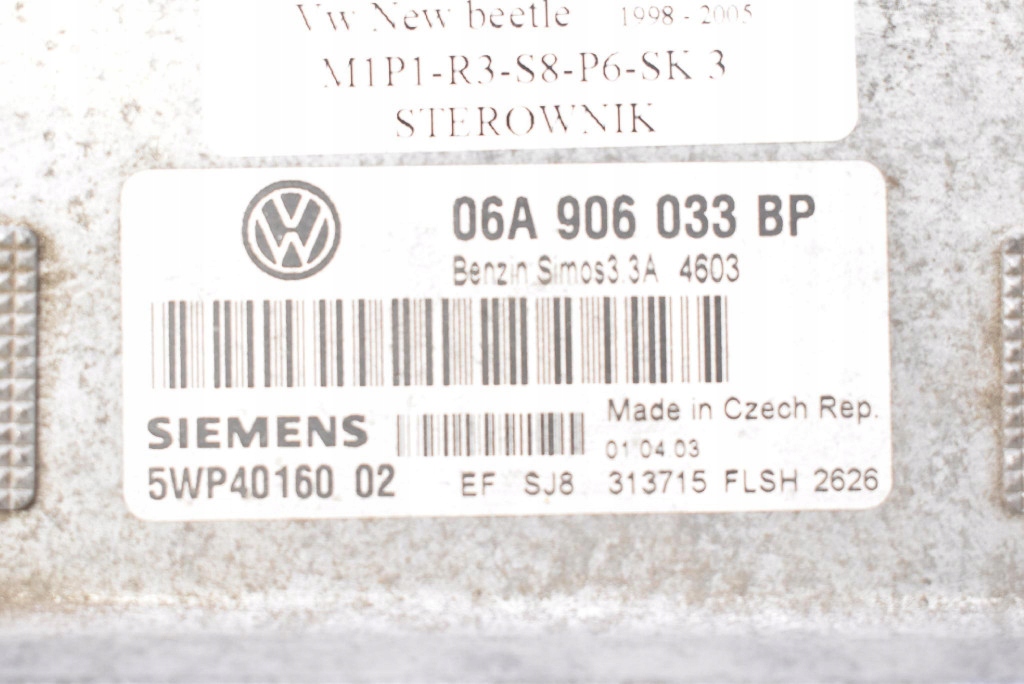 Vw New beetle 1998 - 2005
M1P1-R3-S8-P6-SK 3
STEROWNIK
06A 906 033 BP
Benzin Simos3.3A 4603
SIEMENS
Made in Czech Rep.
01.04.03
5WP40160 02 EF SJ8 313715 FLSH 2626